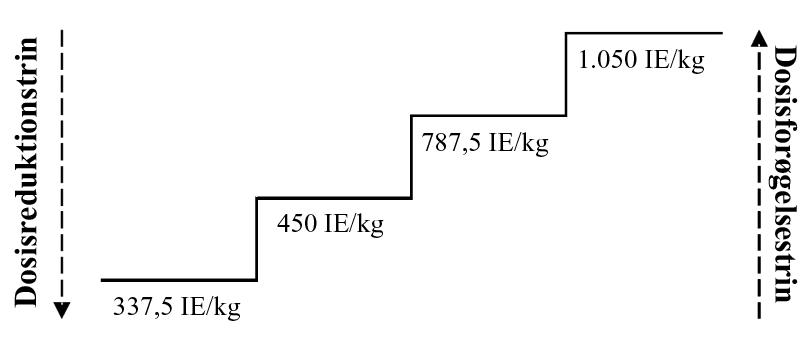 Dosisreduktionstrin
1.050 IE/kg
787,5 IE/kg
450 IE/kg
337,5 IE/kg
Dosisforøgelsestrin